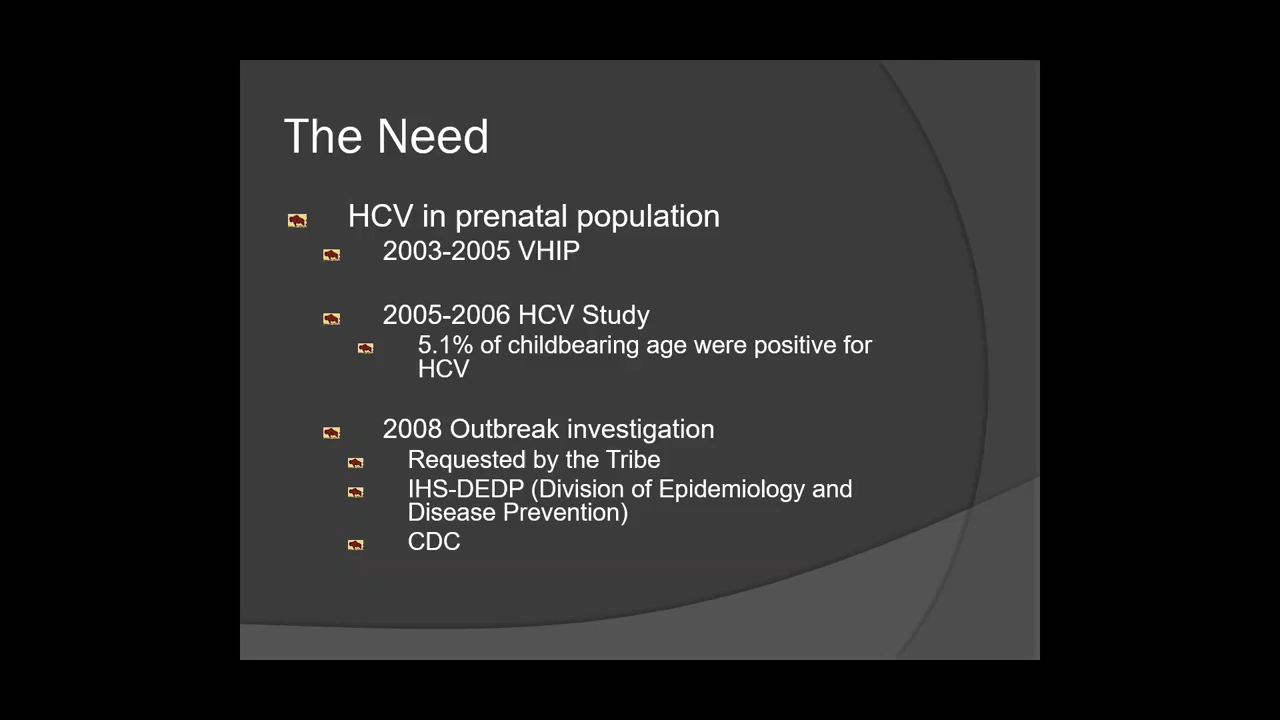 The Need
HCV in prenatal population
2003-2005 VHIP
2005-2006 HCV Study
5.1% of childbearing age were positive for
HCV
2008 Outbreak investigation
Requested by the Tribe
IHS-DEDP (Division of Epidemiology and
Disease Prevention)
CDC